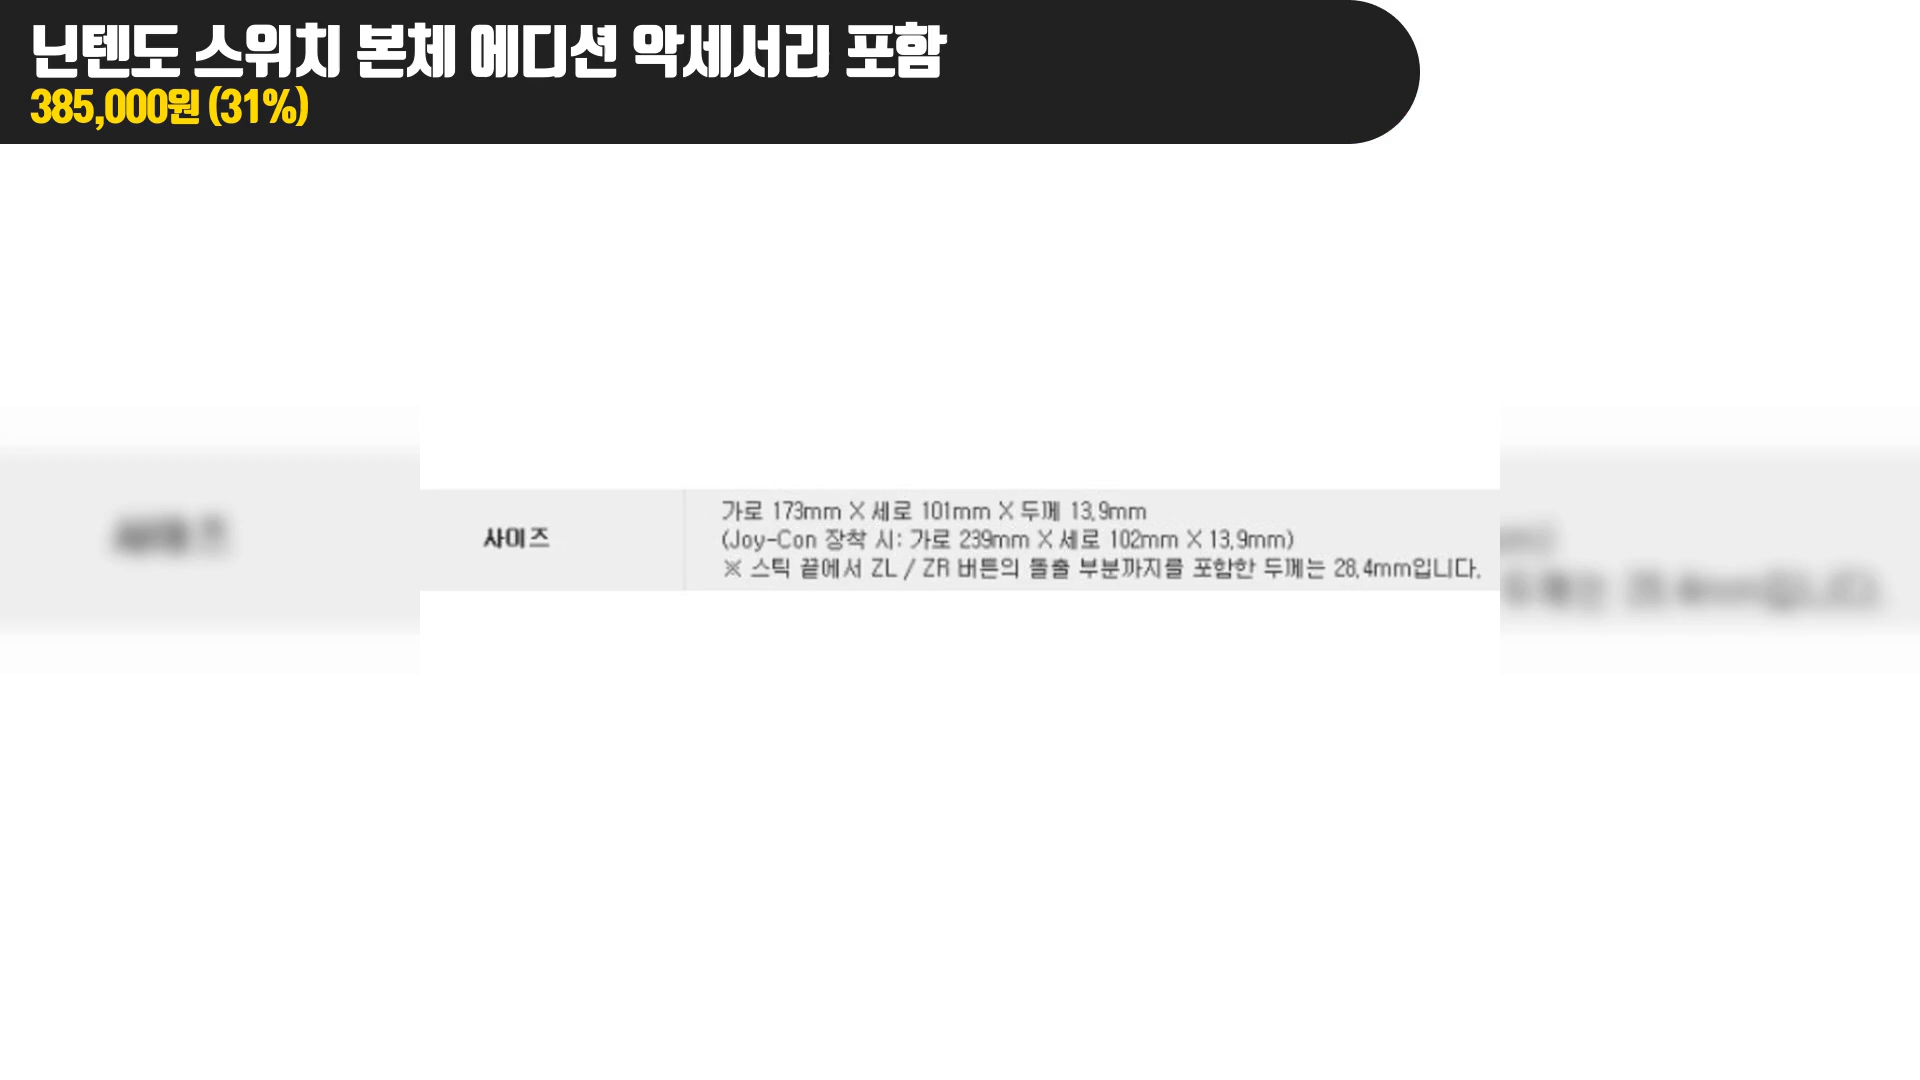 닌텐도 스위치 본체 에디션 악세서리 포함
385,000원 (31%)
사이즈
가로 173mm X 세로 101mm X 두께 13.9mm
(Joy-Con 장착 시: 가로 239mm X 세로 102mm X 13.9mm)
※ 스틱 끝에서 ZL / ZR 버튼의 돌출 부분까지를 포함한 두께는 28.4mm입니다.